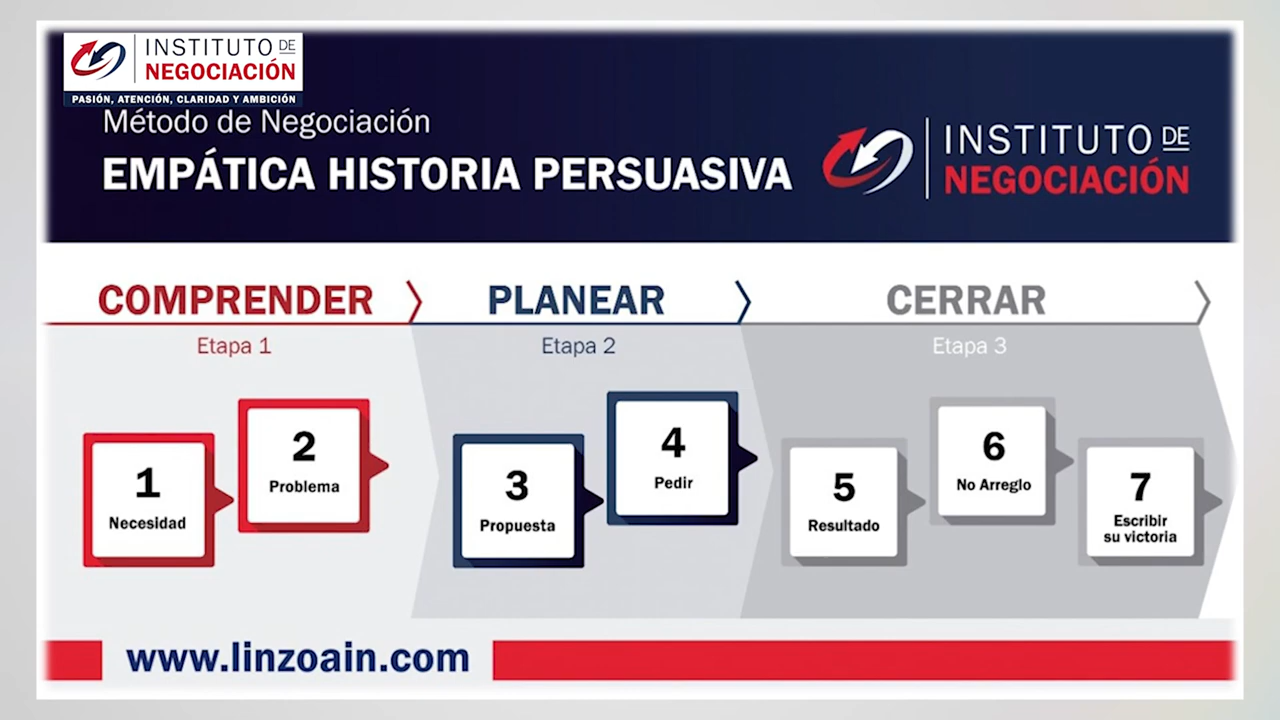 INSTITUTO DE
NEGOCIACIÓN
PASIÓN, ATENCIÓN, CLARIDAD Y AMBICIÓN
Método de Negociación
EMPÁTICA HISTORIA PERSUASIVA
INSTITUTO DE
NEGOCIACIÓN
COMPRENDER
PLANEAR
CERRAR
Etapa 1
Etapa 2
Etapa 3
1
Necesidad
2
Problema
3
Propuesta
4
Pedir
5
Resultado
6
No Arreglo
7
Escribir
su victoria
www.linzoain.com